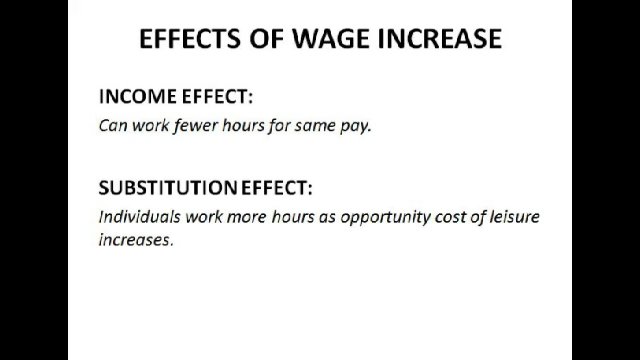 EFFECTS OF WAGE INCREASE
INCOME EFFECT:
Can work fewer hours for same pay.
SUBSTITUTION EFFECT:
Individuals work more hours as opportunity cost of leisure
increases.